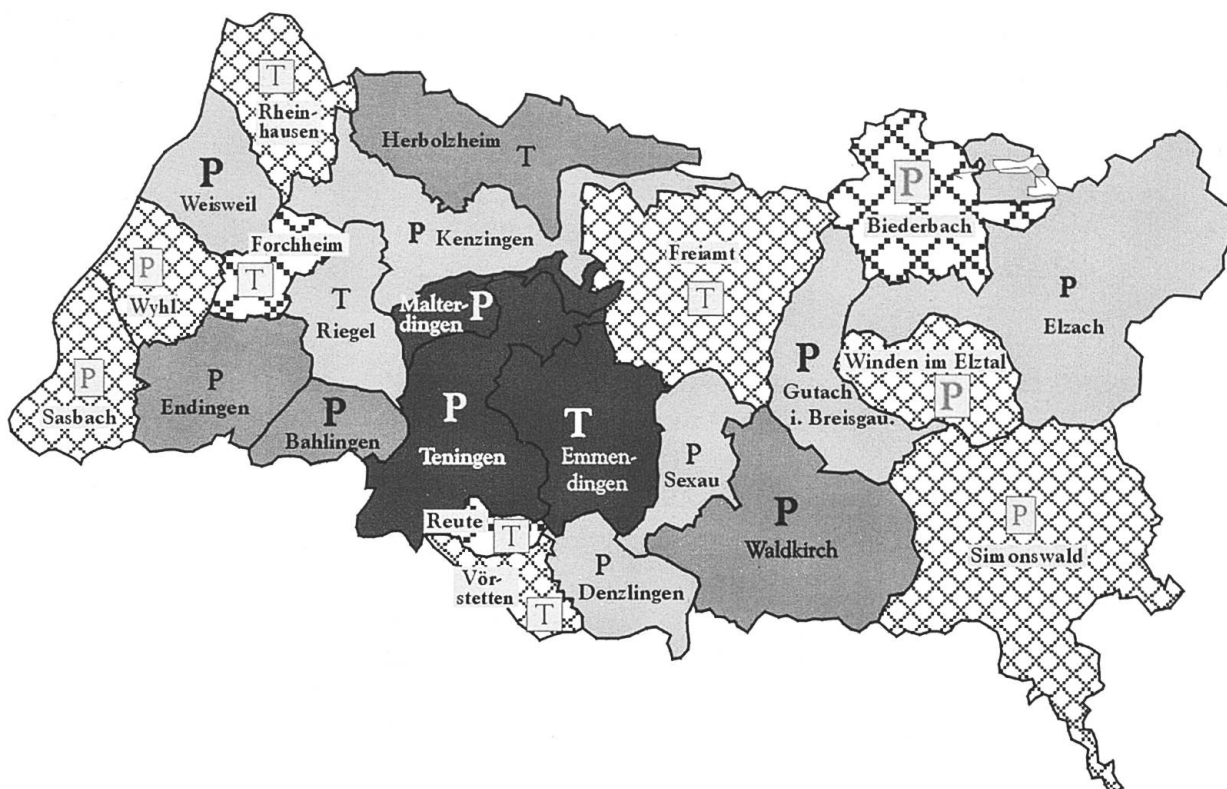 T
Rhein-
hausen
Herbolzheim T
P
Weisweil
P
Biederbach
Forchheim
T
P Kenzingen
Freiamt
T
P
Wyhl.
T
Riegel
Malter-
dingen P
P
Elzach
P
Sasbach
P
Endingen
P
Bahlingen
P
Teningen
T
Emmen-
dingen
P
Sexau
P
Gutach
i. Breisgau.
Winden im Elztal
P
P
Waldkirch
P
Simonswald
Reute T
Vör-
stetten
T
P
Denzlingen